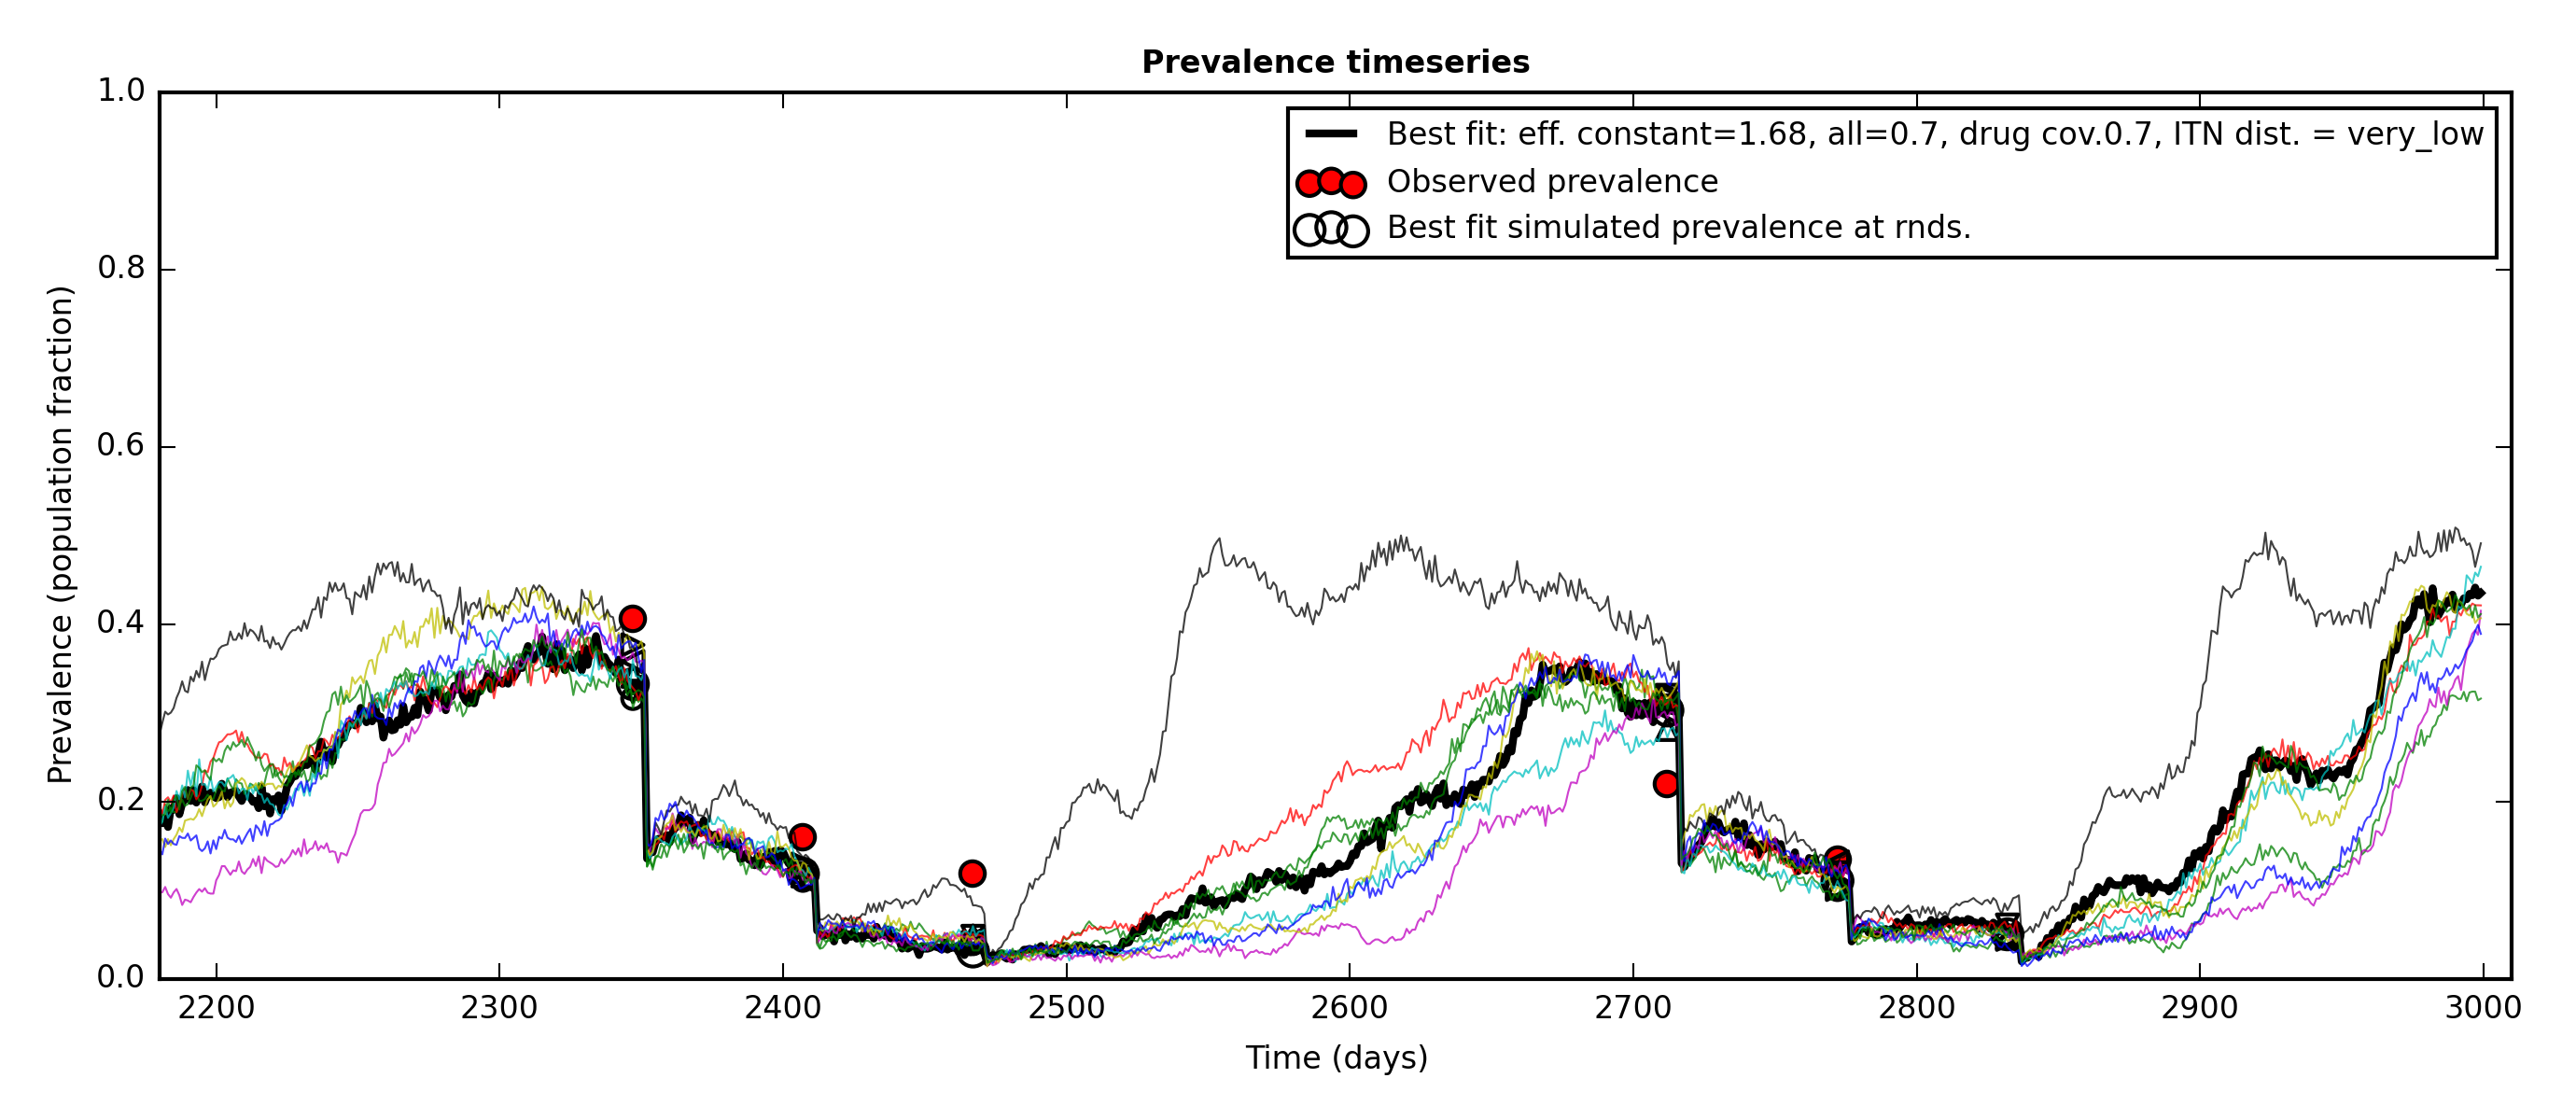 Prevalence timeseries
Best fit: eff. constant=1.68, all=0.7, drug cov.0.7, ITN dist. = very_low
Observed prevalence
Best fit simulated prevalence at rnds.
Prevalence (population fraction)
1.0
0.8
0.6
0.4
0.2
0.0
2200 2300 2400 2500 2600 2700 2800 2900 3000
Time (days)